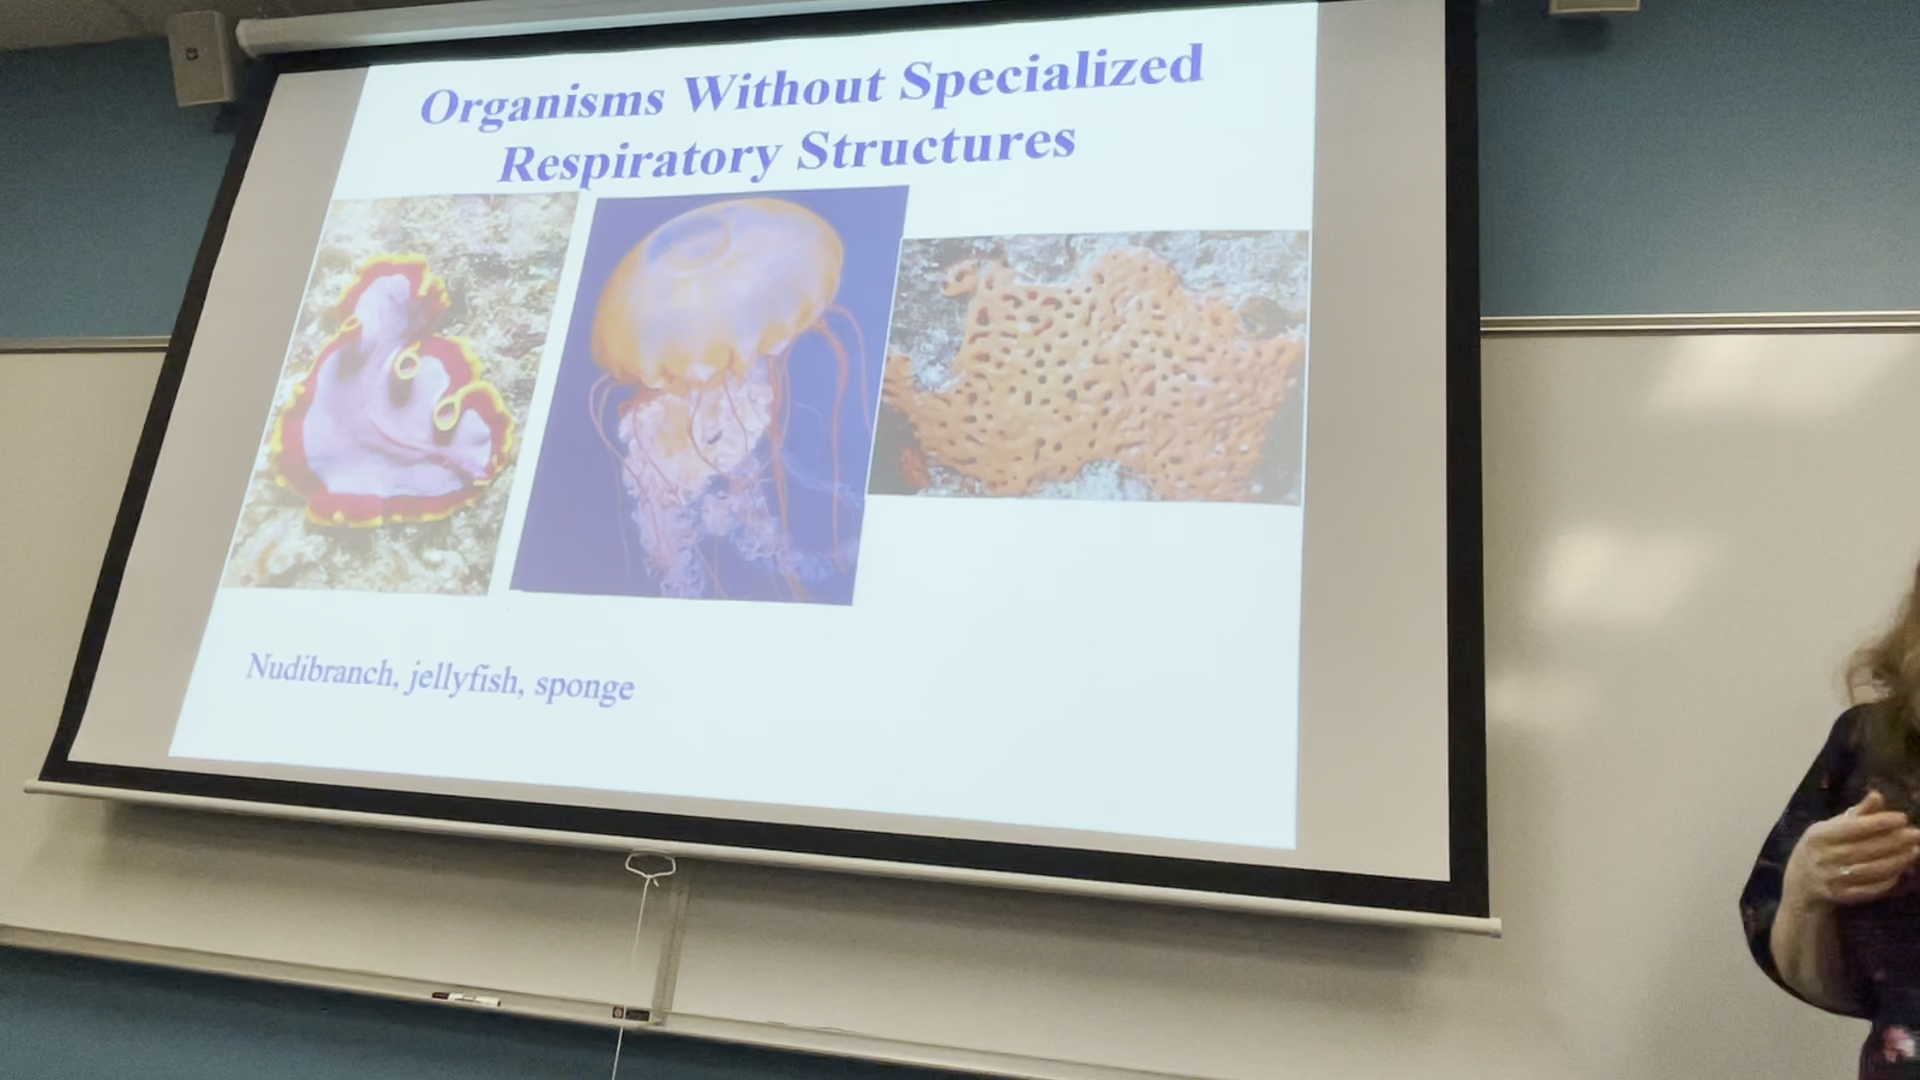 Organisms Without Specialized
Respiratory Structures
Nudibranch, jellyfish, sponge